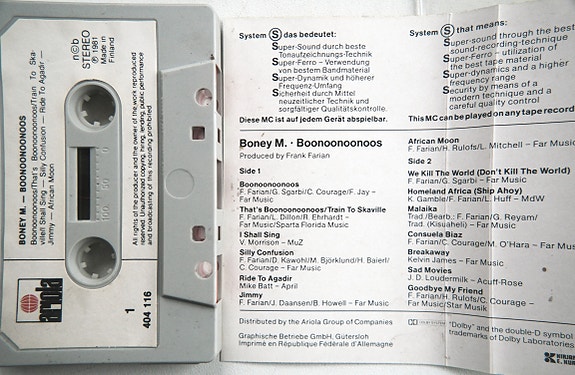 BONEY M. — BOONOONOONOOS
Boonoonoonoos/That's Boonoonoonoos/Train To Ska-
ville/I Shall Sing — Silly Confusion — Ride To Agadir
Jimmy — African Moon
n©b
STEREO
℗ 1981
Made in
Finland
All rights of the producer and the owner of the work reproduced
reserved. Unauthorized copying, hiring, lending, public performance
and broadcasting of this recording prohibited.
ariola
1
404 116
100
50
0
System S das bedeutet:
Super-Sound durch beste
Tonaufzeichnungs-Technik
Super-Ferro – Verwendung
von bestem Bandmaterial
Super-Dynamik und höherer
Frequenz-Umfang
Sicherheit durch Mittel
neuzeitlicher Technik und
sorgfältiger Qualitätskontrolle.
Diese MC ist auf jedem Gerät abspielbar.
System S that means:
Super-sound through the best
sound-recording-technique
Super-Ferro – utilization of
the best tape material
Super-dynamics and a higher
frequency range
Security by means of a
modern technique and a
careful quality control
This MC can be played on any tape record
Boney M. · Boonoonoonoos
Produced by Frank Farian
Side 1
Boonoonoonoos
F. Farian/G. Sgarbi/C. Courage/F. Jay –
Far Music
That's Boonoonoonoos/Train To Skaville
F. Farian/L. Dillon/R. Ehrhardt –
Far Music/Sparta Florida Music
I Shall Sing
V. Morrison – MuZ
Silly Confusion
F. Farian/D. Kawohl/M. Björklund/H. Baierl/
C. Courage – Far Music
Ride To Agadir
Mike Batt – April
Jimmy
F. Farian/J. Daansen/B. Howell – Far Music
African Moon
F. Farian/H. Rulofs/L. Mitchell – Far Music
Side 2
We Kill The World (Don't Kill The World)
F. Farian/G. Sgarbi – Far Music
Homeland Africa (Ship Ahoy)
K. Gamble/F. Farian/L. Huff – MdW
Malaika
Trad./Bearb.: F. Farian/G. Reyam/
Trad. (Kisuaheli) – Far Music
Consuela Biaz
F. Farian/C. Courage/M. O'Hara – Far Music
Breakaway
Kelvin James – Far Music
Sad Movies
J. D. Loudermilk – Acuff-Rose
Goodbye My Friend
F. Farian/H. Rulofs/C. Courage –
Far Music/Star Musik
Distributed by the Ariola Group of Companies
Graphische Betriebe GmbH, Gütersloh
Imprimé en République Fédérale d'Allemagne
"Dolby" and the double-D symbol
trademarks of Dolby Laboratories